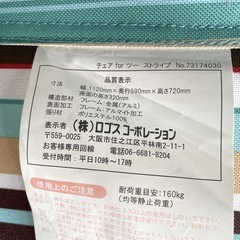 チェア for ツー ストライプ No.73174030
品質表示
寸法 幅1120mm×奥行690mm×高さ720mm
座面の高さ320mm
構造部材 フレーム:金属(アルミ)
表面加工 フレーム:アルマイト加工
張り材 ポリエステル100%
表示者:(株)ロゴスコーポレーション
〒559-0025 大阪市住之江区平林南2-11-1
お客様専用ダイヤル 06-6681-8204
受付時間:平日10時〜17時
使用上のご注意
耐荷重目安:160kg
(均等静止荷重)